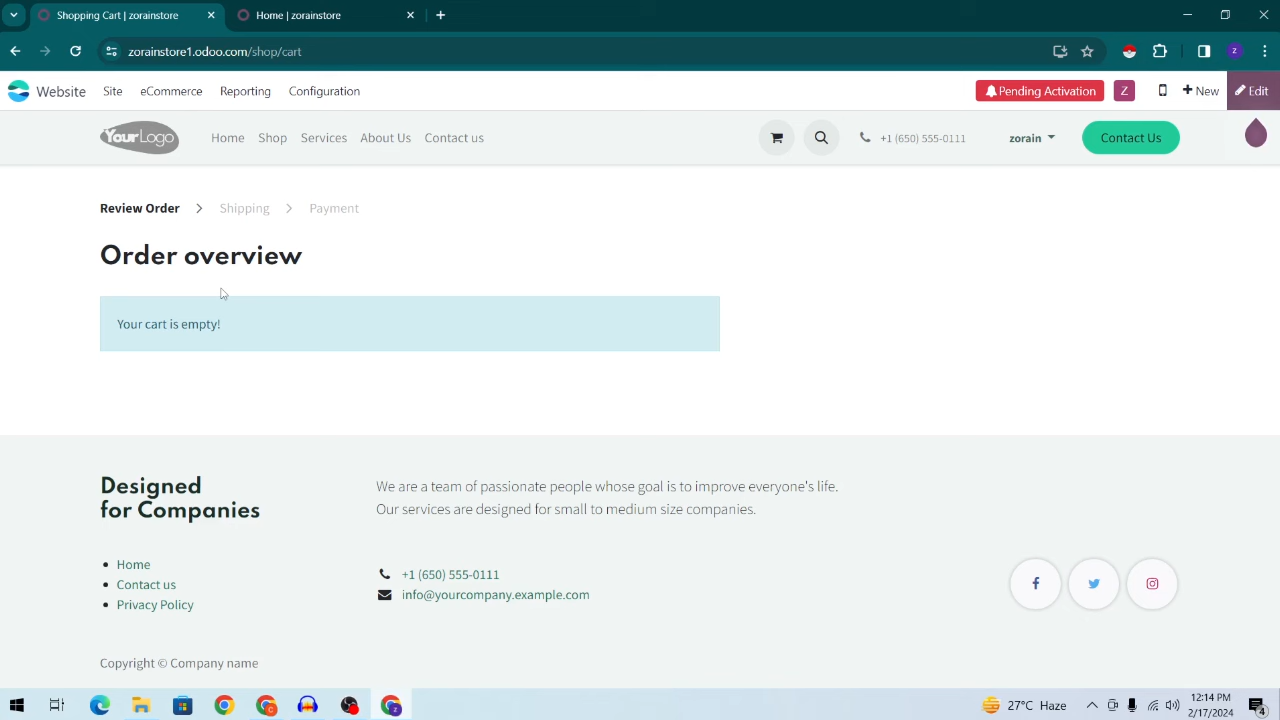 Shopping Cart | zorainstore
Home | zorainstore
zorainstore1.odoo.com/shop/cart
Z
Website
Site
eCommerce
Reporting
Configuration
Pending Activation
Z
New
Edit
YourLogo
Home
Shop
Services
About Us
Contact us
+1 (650) 555-0111
zorain
Contact Us
Review Order
Shipping
Payment
Order overview
Your cart is empty!
Designed
for Companies
We are a team of passionate people whose goal is to improve everyone's life.
Our services are designed for small to medium size companies.
Home
Contact us
Privacy Policy
+1 (650) 555-0111
info@yourcompany.example.com
Copyright © Company name
27°C Haze
12:14 PM
2/17/2024
4